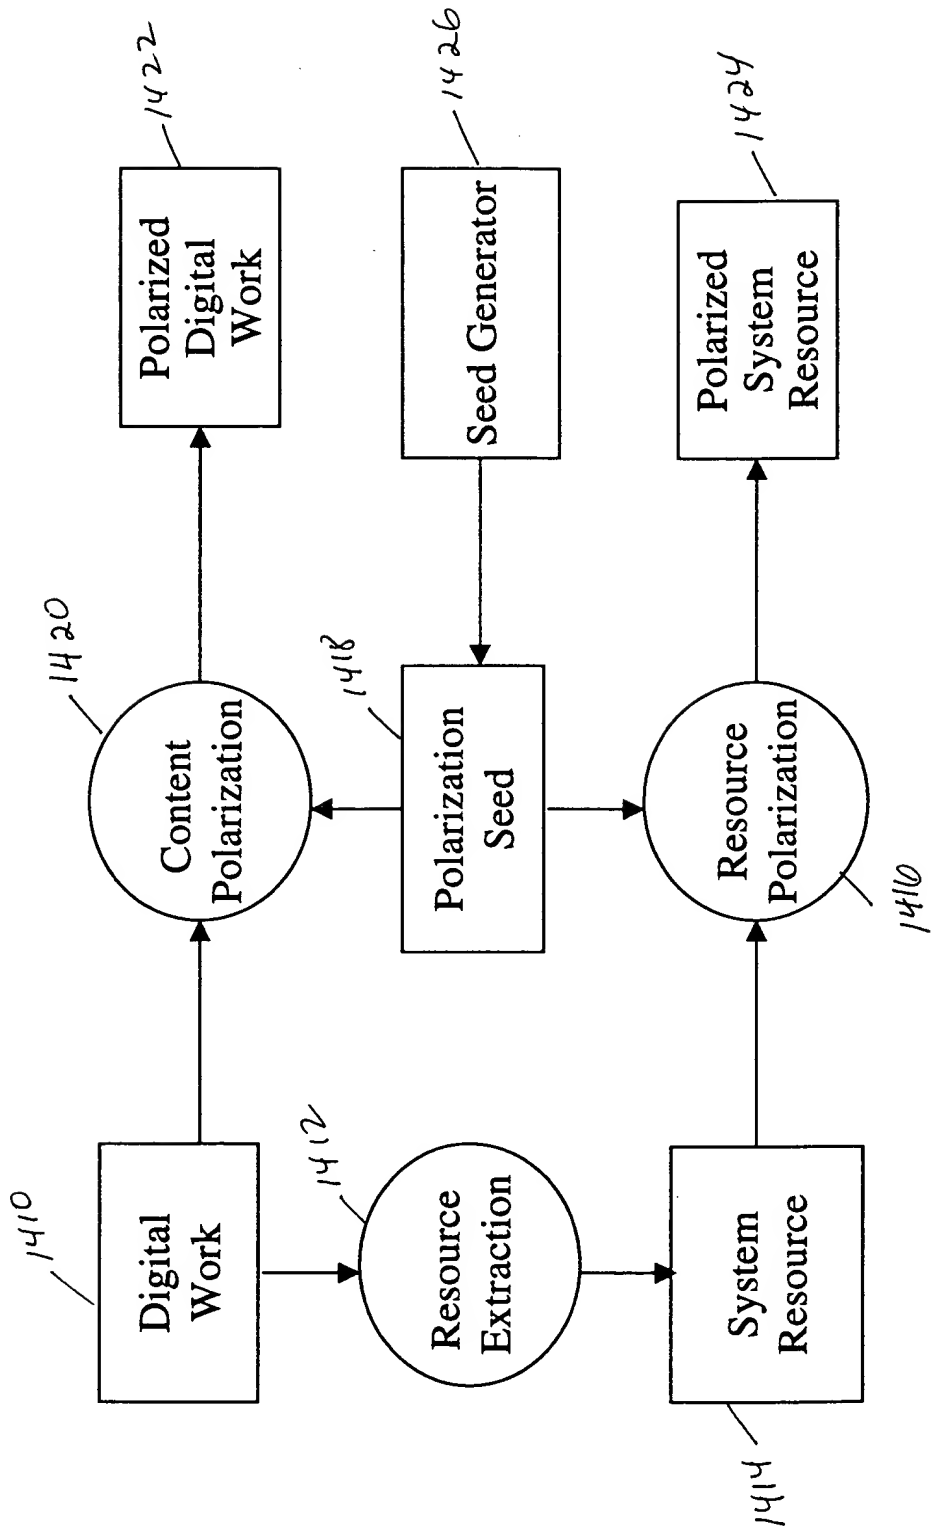 1410
Digital
Work
1420
Content
Polarization
1422
Polarized
Digital
Work
1412
Resource
Extraction
1418
Polarization
Seed
Seed Generator
1426
System
Resource
1414
Resource
Polarization
1416
Polarized
System
Resource
1424